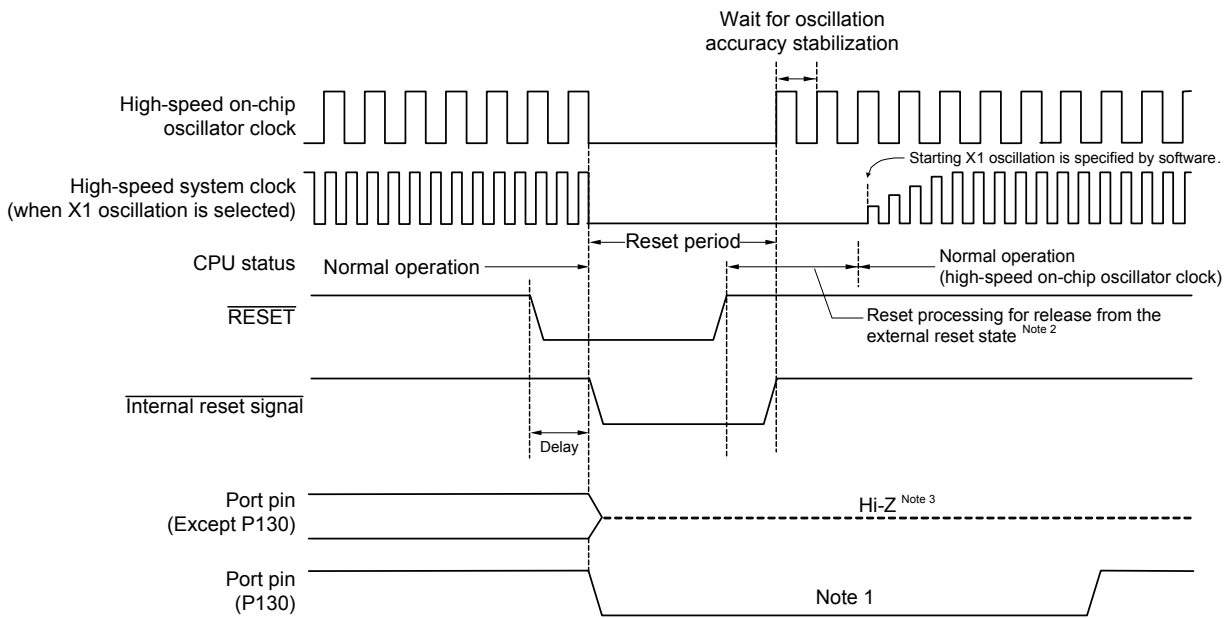 Wait for oscillation
accuracy stabilization
High-speed on-chip
oscillator clock
Starting X1 oscillation is specified by software.
High-speed system clock
(when X1 oscillation is selected)
Reset period
CPU status
Normal operation
Normal operation
(high-speed on-chip oscillator clock)
RESET
Reset processing for release from the
external reset state Note 2
Internal reset signal
Delay
Port pin
(Except P130)
Hi-Z Note 3
Port pin
(P130)
Note 1